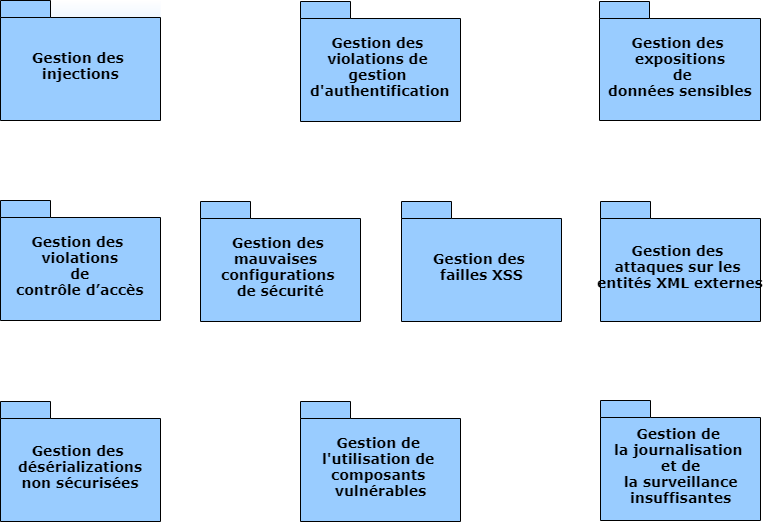 Gestion des
injections
Gestion des
violations de
gestion
d'authentification
Gestion des
expositions
de
données sensibles
Gestion des
violations
de
contrôle d’accès
Gestion des
mauvaises
configurations
de sécurité
Gestion des
failles XSS
Gestion des
attaques sur les
entités XML externes
Gestion des
désérializations
non sécurisées
Gestion de
l'utilisation de
composants
vulnérables
Gestion de
la journalisation
et de
la surveillance
insuffisantes